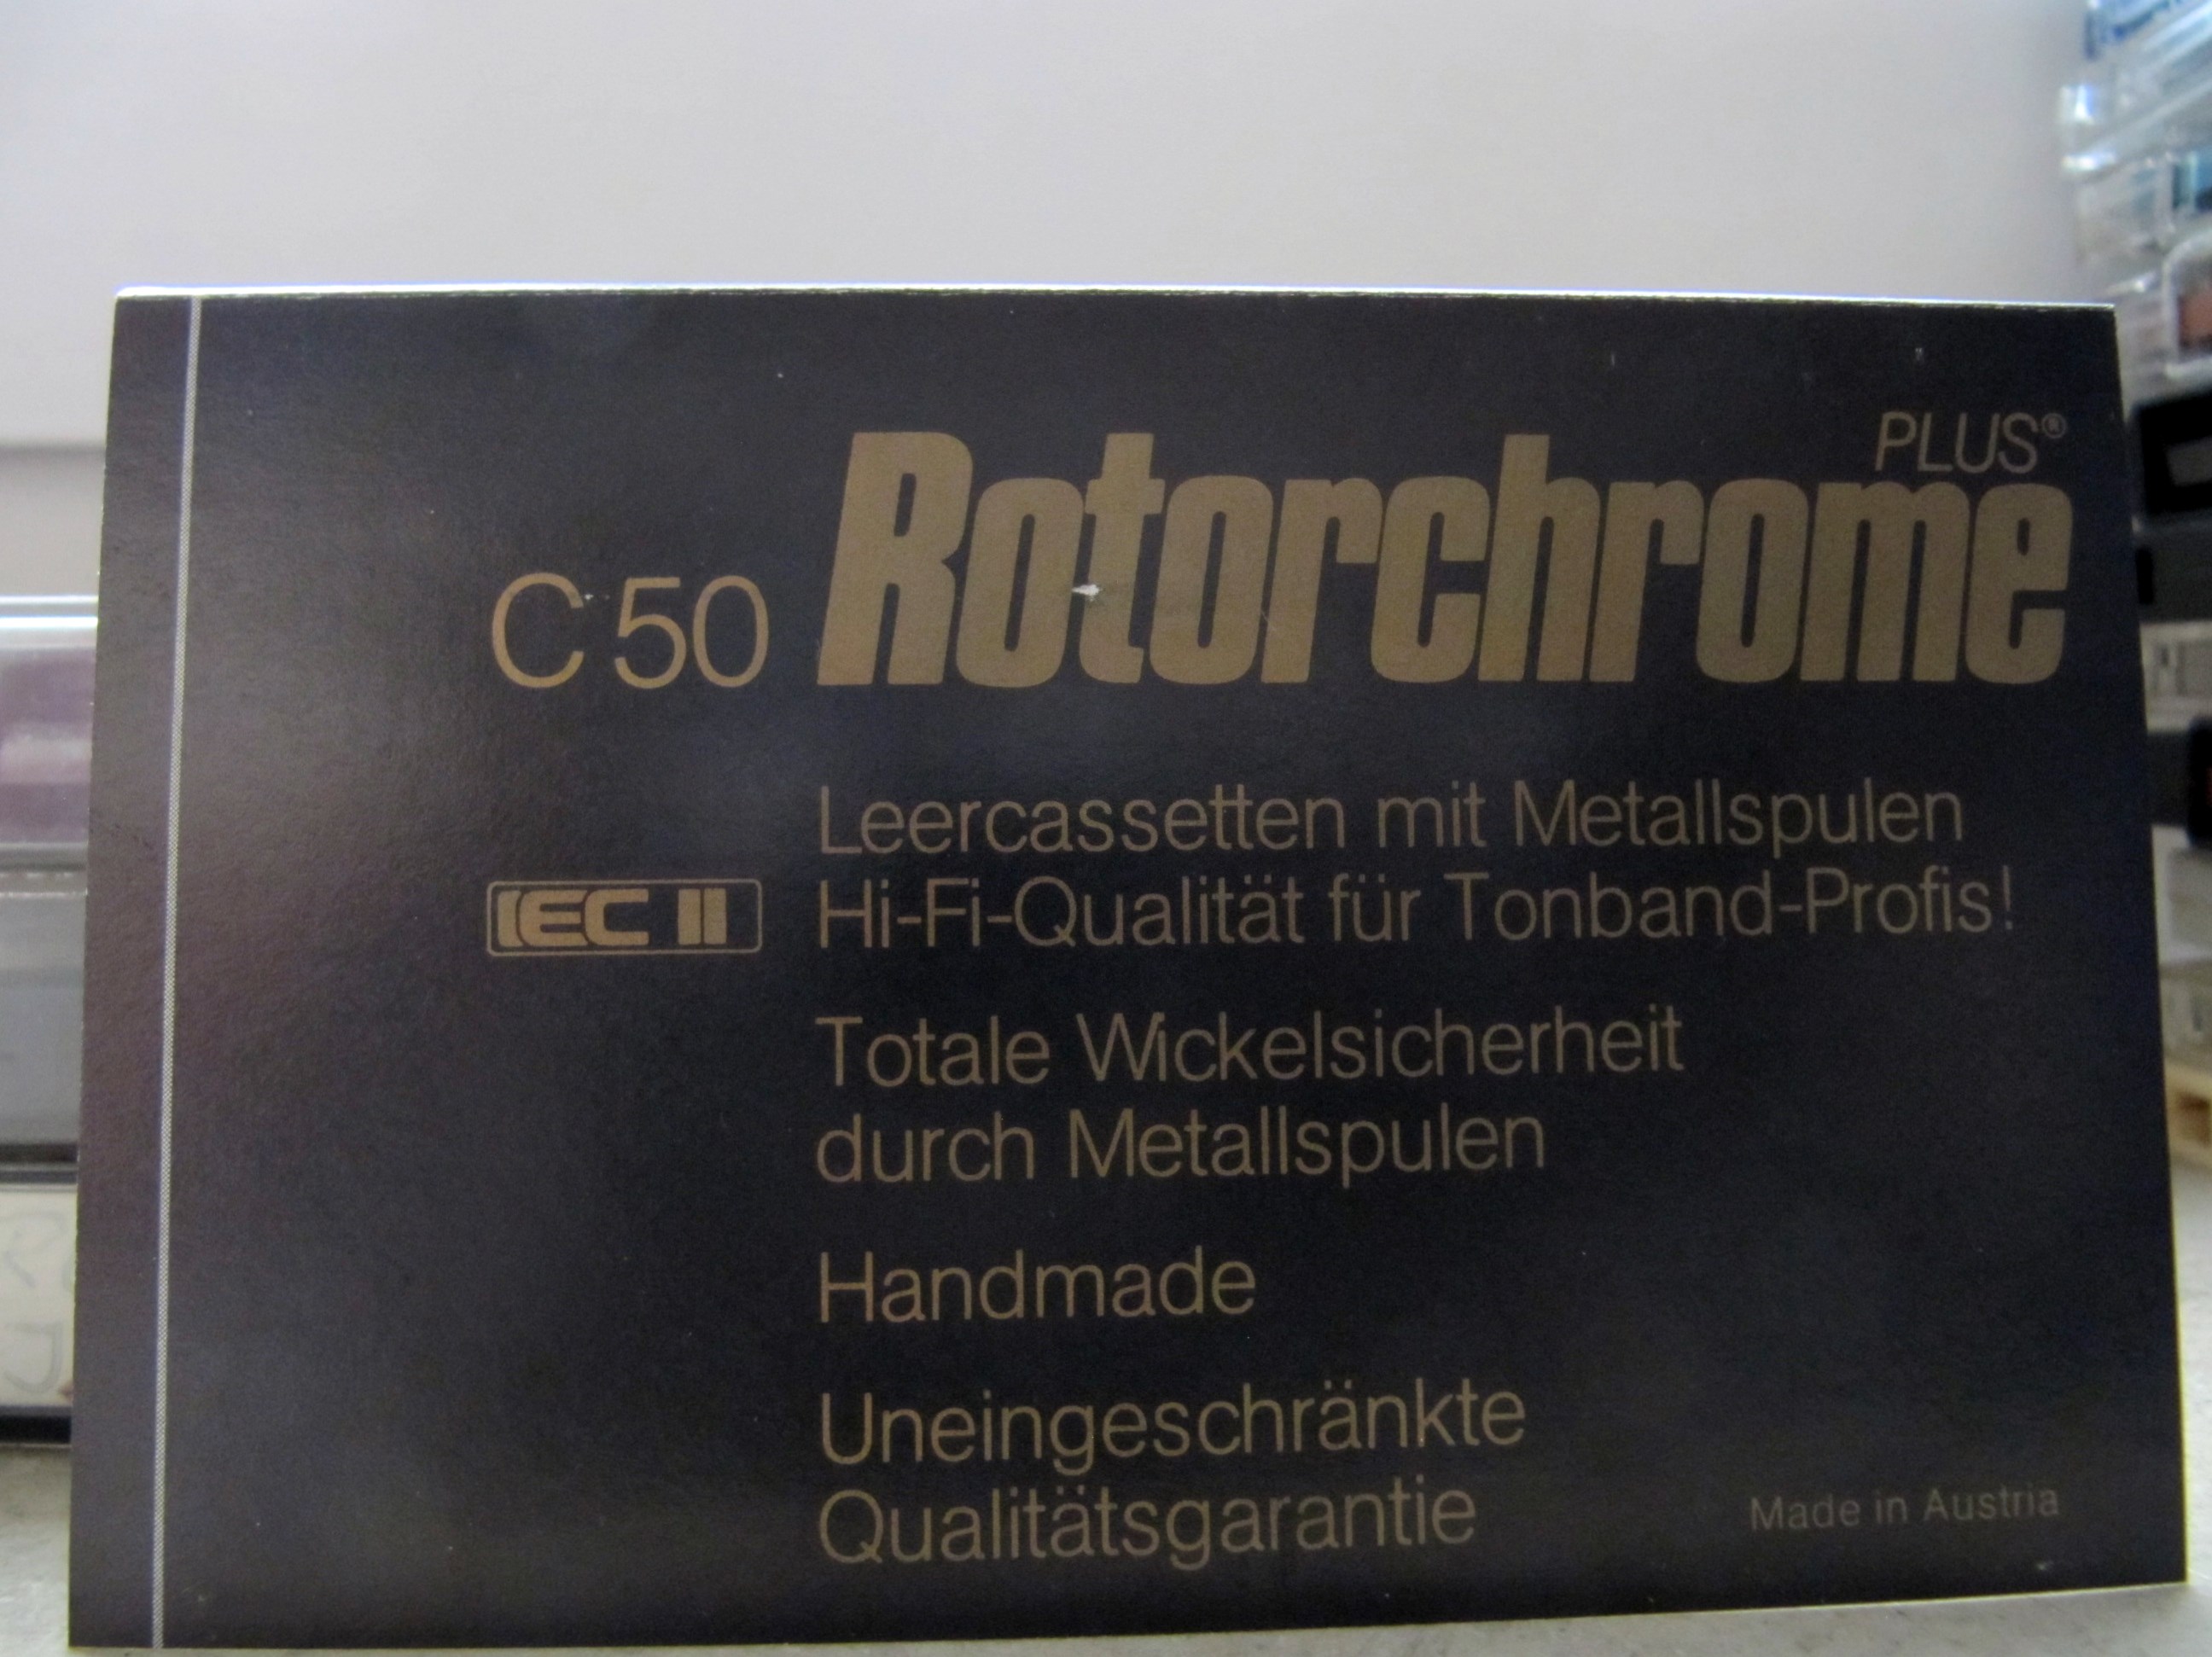 PLUS®
C50 Rotorchrome
Leercassetten mit Metallspulen
IEC II Hi-Fi-Qualität für Tonband-Profis!
Totale Wickelsicherheit
durch Metallspulen
Handmade
Uneingeschränkte
Qualitätsgarantie
Made in Austria